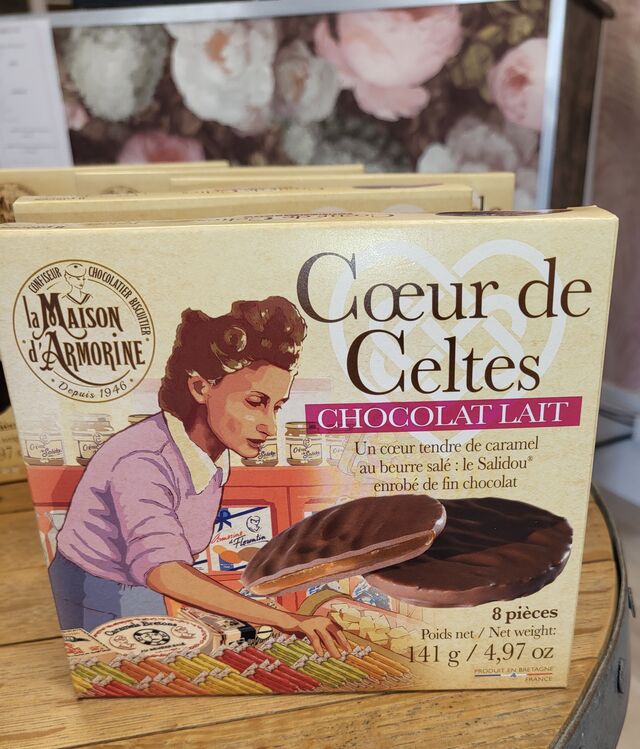 CONFISEUR CHOCOLATIER BISCUITIER
la MAISON
d'ARMORINE
Depuis 1946
Cœur de
Celtes
CHOCOLAT LAIT
Un cœur tendre de caramel
au beurre salé : le Salidou®
enrobé de fin chocolat
Florentin
8 pièces
Poids net / Net weight:
141 g / 4,97 oz
PRODUIT EN BRETAGNE
FRANCE